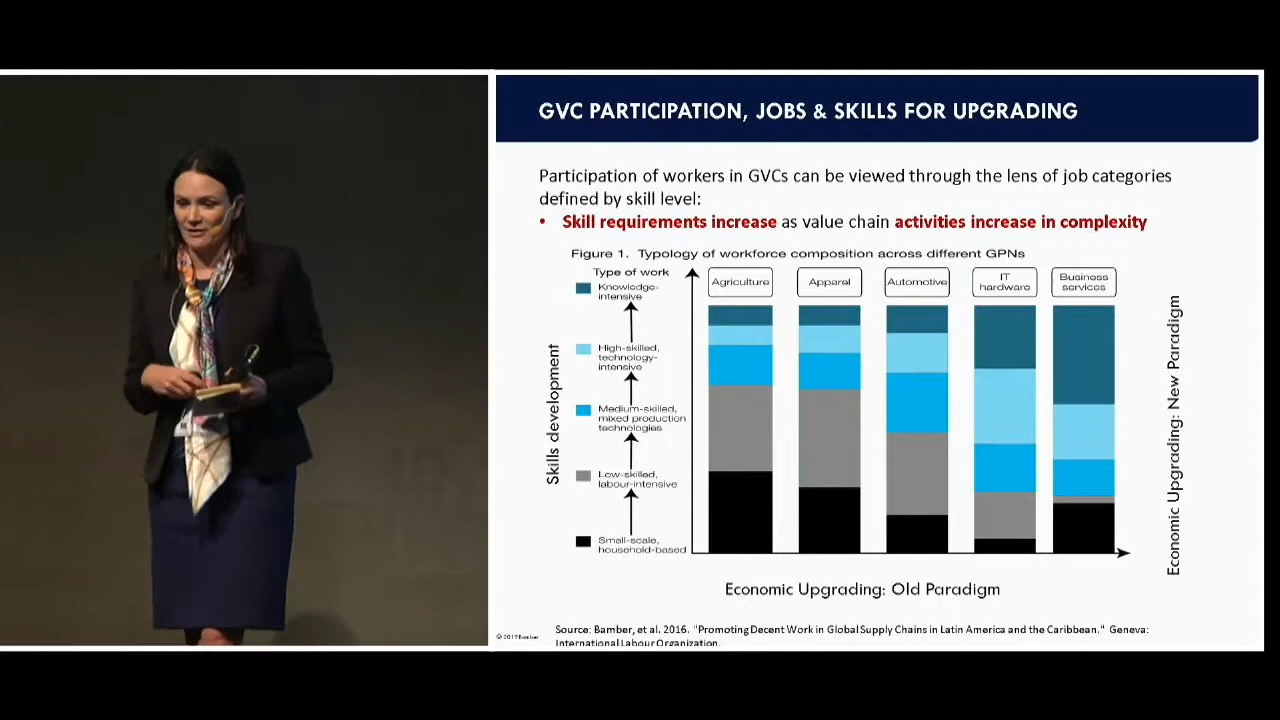 GVC PARTICIPATION, JOBS & SKILLS FOR UPGRADING
Participation of workers in GVCs can be viewed through the lens of job categories
defined by skill level:
• Skill requirements increase as value chain activities increase in complexity
Figure 1. Typology of workforce composition across different GPNs
Type of work
Knowledge-
intensive
High-skilled,
technology-
intensive
Medium-skilled,
mixed production
technologies
Low-skilled,
labour-intensive
Small-scale,
household-based
Skills development
Agriculture
Apparel
Automotive
IT
hardware
Business
services
Economic Upgrading: New Paradigm
Economic Upgrading: Old Paradigm
© 2019 Bamber
Source: Bamber, et al. 2016. "Promoting Decent Work in Global Supply Chains in Latin America and the Caribbean." Geneva:
International Labour Organization.